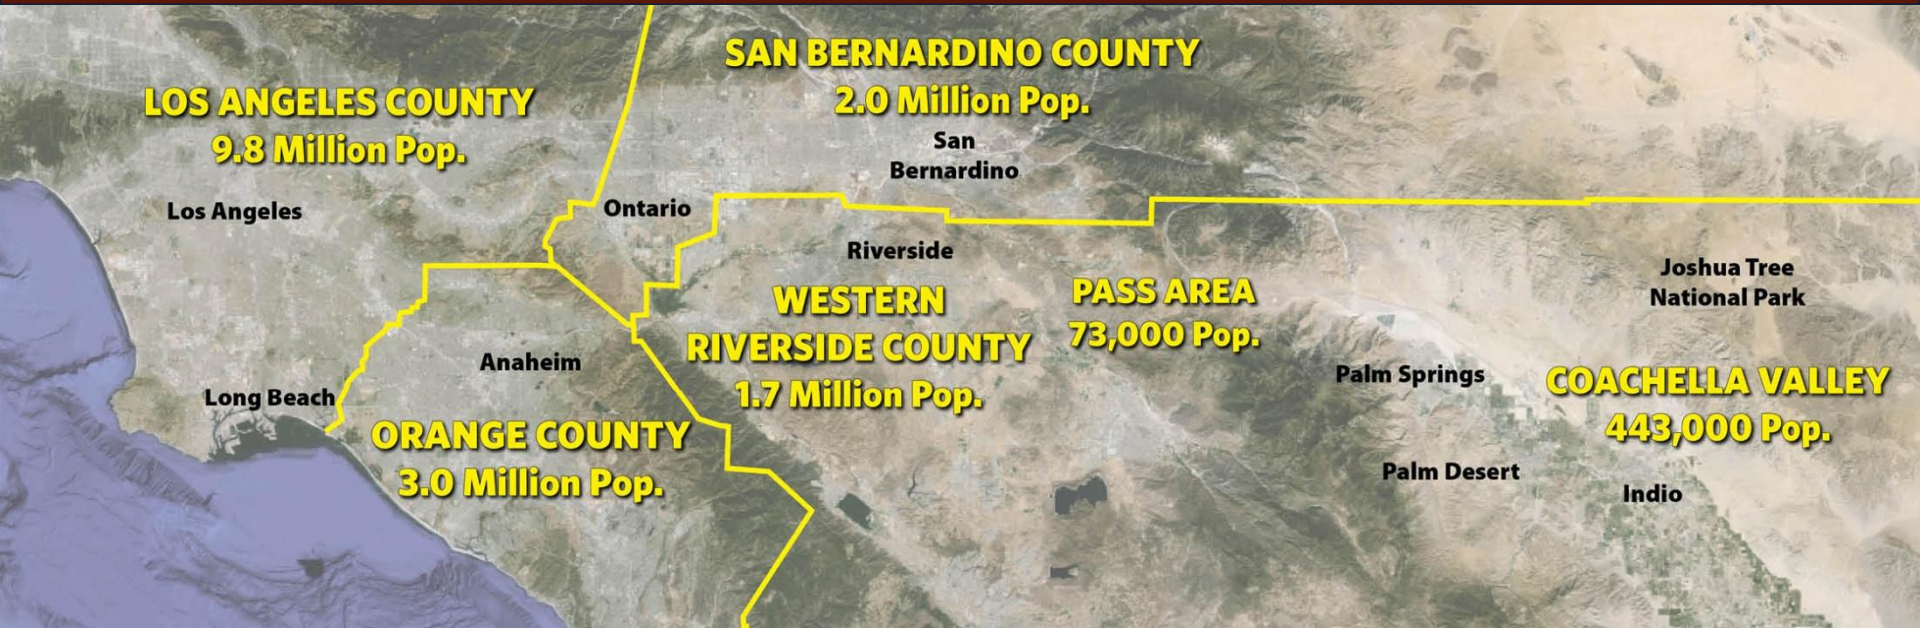 SAN BERNARDINO COUNTY
2.0 Million Pop.
LOS ANGELES COUNTY
9.8 Million Pop.
San
Bernardino
Los Angeles
Ontario
Riverside
WESTERN
RIVERSIDE COUNTY
1.7 Million Pop.
PASS AREA
73,000 Pop.
Joshua Tree
National Park
Anaheim
Long Beach
ORANGE COUNTY
3.0 Million Pop.
Palm Springs
COACHELLA VALLEY
443,000 Pop.
Palm Desert
Indio